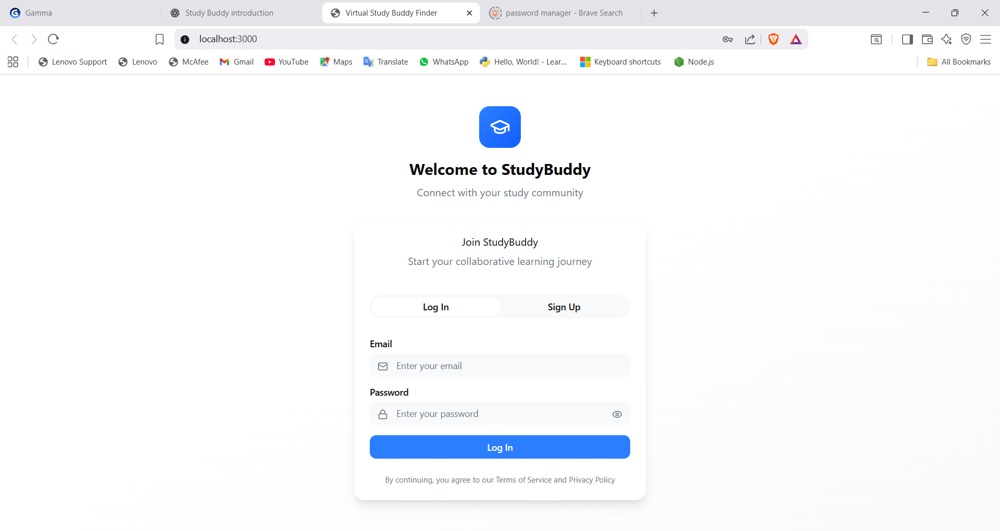 Gamma
Study Buddy introduction
Virtual Study Buddy Finder
password manager - Brave Search
localhost:3000
Lenovo Support
Lenovo
McAfee
Gmail
YouTube
Maps
Translate
WhatsApp
Hello, World! - Lear...
Keyboard shortcuts
Node.js
All Bookmarks
Welcome to StudyBuddy
Connect with your study community
Join StudyBuddy
Start your collaborative learning journey
Log In
Sign Up
Email
Enter your email
Password
Enter your password
Log In
By continuing, you agree to our Terms of Service and Privacy Policy